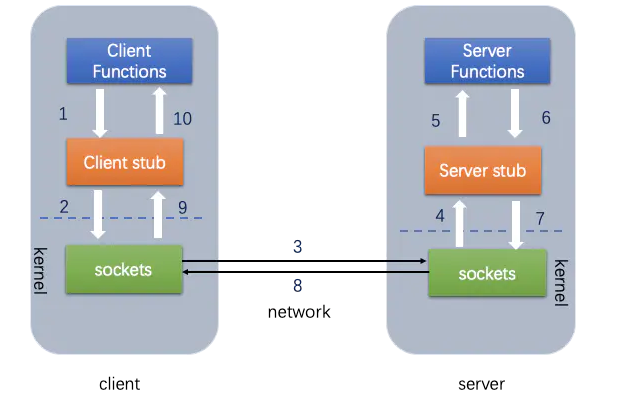 Client
Functions
Server
Functions
1
10
5
6
Client stub
Server stub
2
9
4
7
kernel
sockets
3
8
network
sockets
kernel
client
server